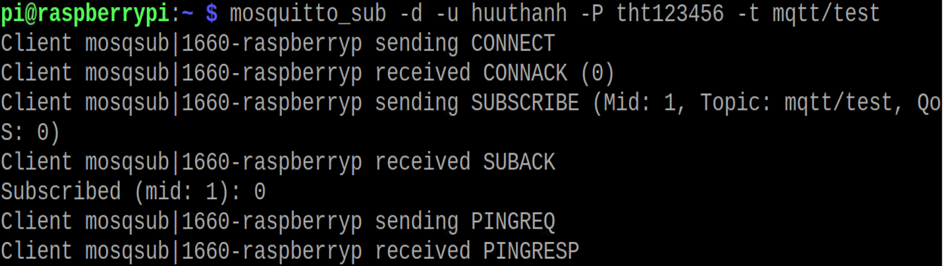 pi@raspberrypi:~ $ mosquitto_sub -d -u huuthanh -P tht123456 -t mqtt/test
Client mosqsub|1660-raspberryp sending CONNECT
Client mosqsub|1660-raspberryp received CONNACK (0)
Client mosqsub|1660-raspberryp sending SUBSCRIBE (Mid: 1, Topic: mqtt/test, Qo
S: 0)
Client mosqsub|1660-raspberryp received SUBACK
Subscribed (mid: 1): 0
Client mosqsub|1660-raspberryp sending PINGREQ
Client mosqsub|1660-raspberryp received PINGRESP